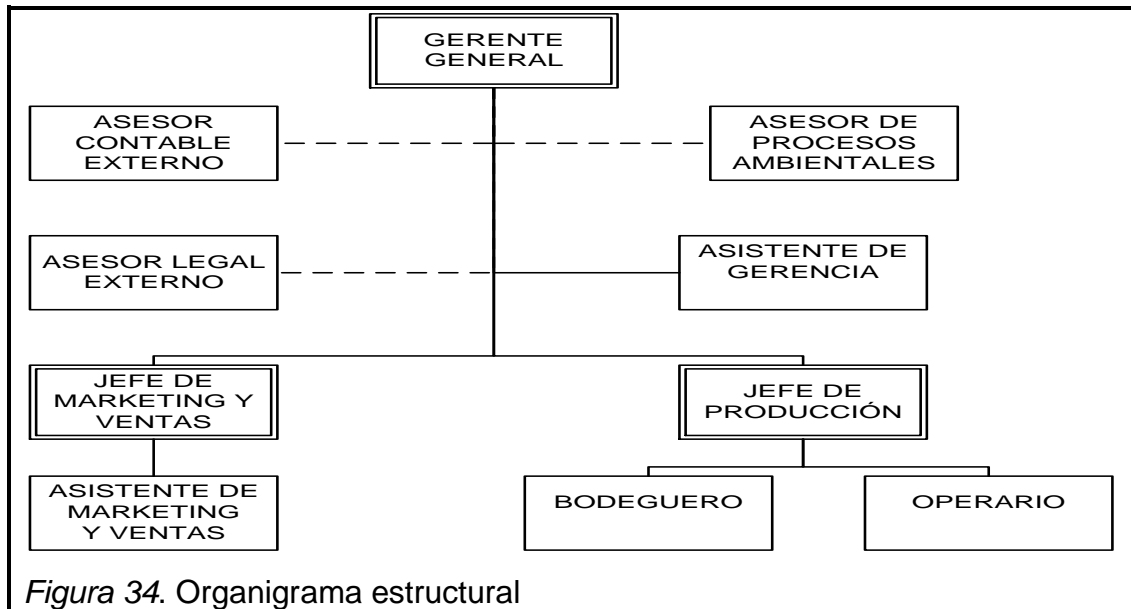 GERENTE
GENERAL
ASESOR
CONTABLE
EXTERNO
ASESOR DE
PROCESOS
AMBIENTALES
ASESOR LEGAL
EXTERNO
ASISTENTE DE
GERENCIA
JEFE DE
MARKETING Y
VENTAS
JEFE DE
PRODUCCIÓN
ASISTENTE DE
MARKETING
Y VENTAS
BODEGUERO
OPERARIO
Figura 34. Organigrama estructural